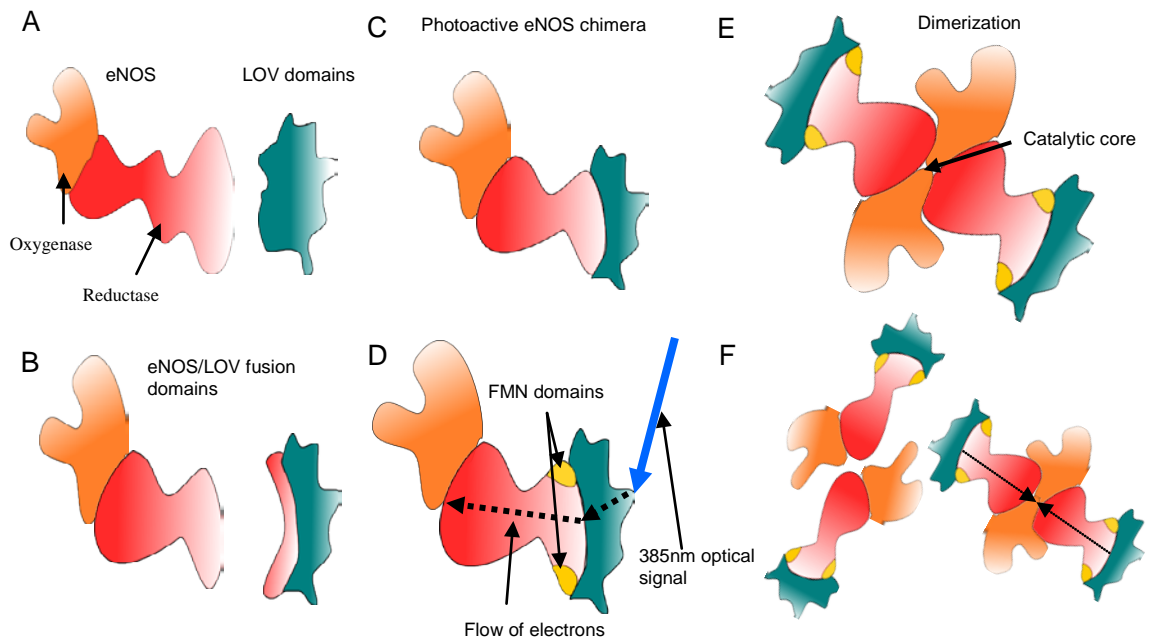 A
eNOS
LOV domains
Oxygenase
Reductase
B
eNOS/LOV fusion
domains
C
Photoactive eNOS chimera
D
FMN domains
385nm optical
signal
Flow of electrons
E
Dimerization
Catalytic core
F